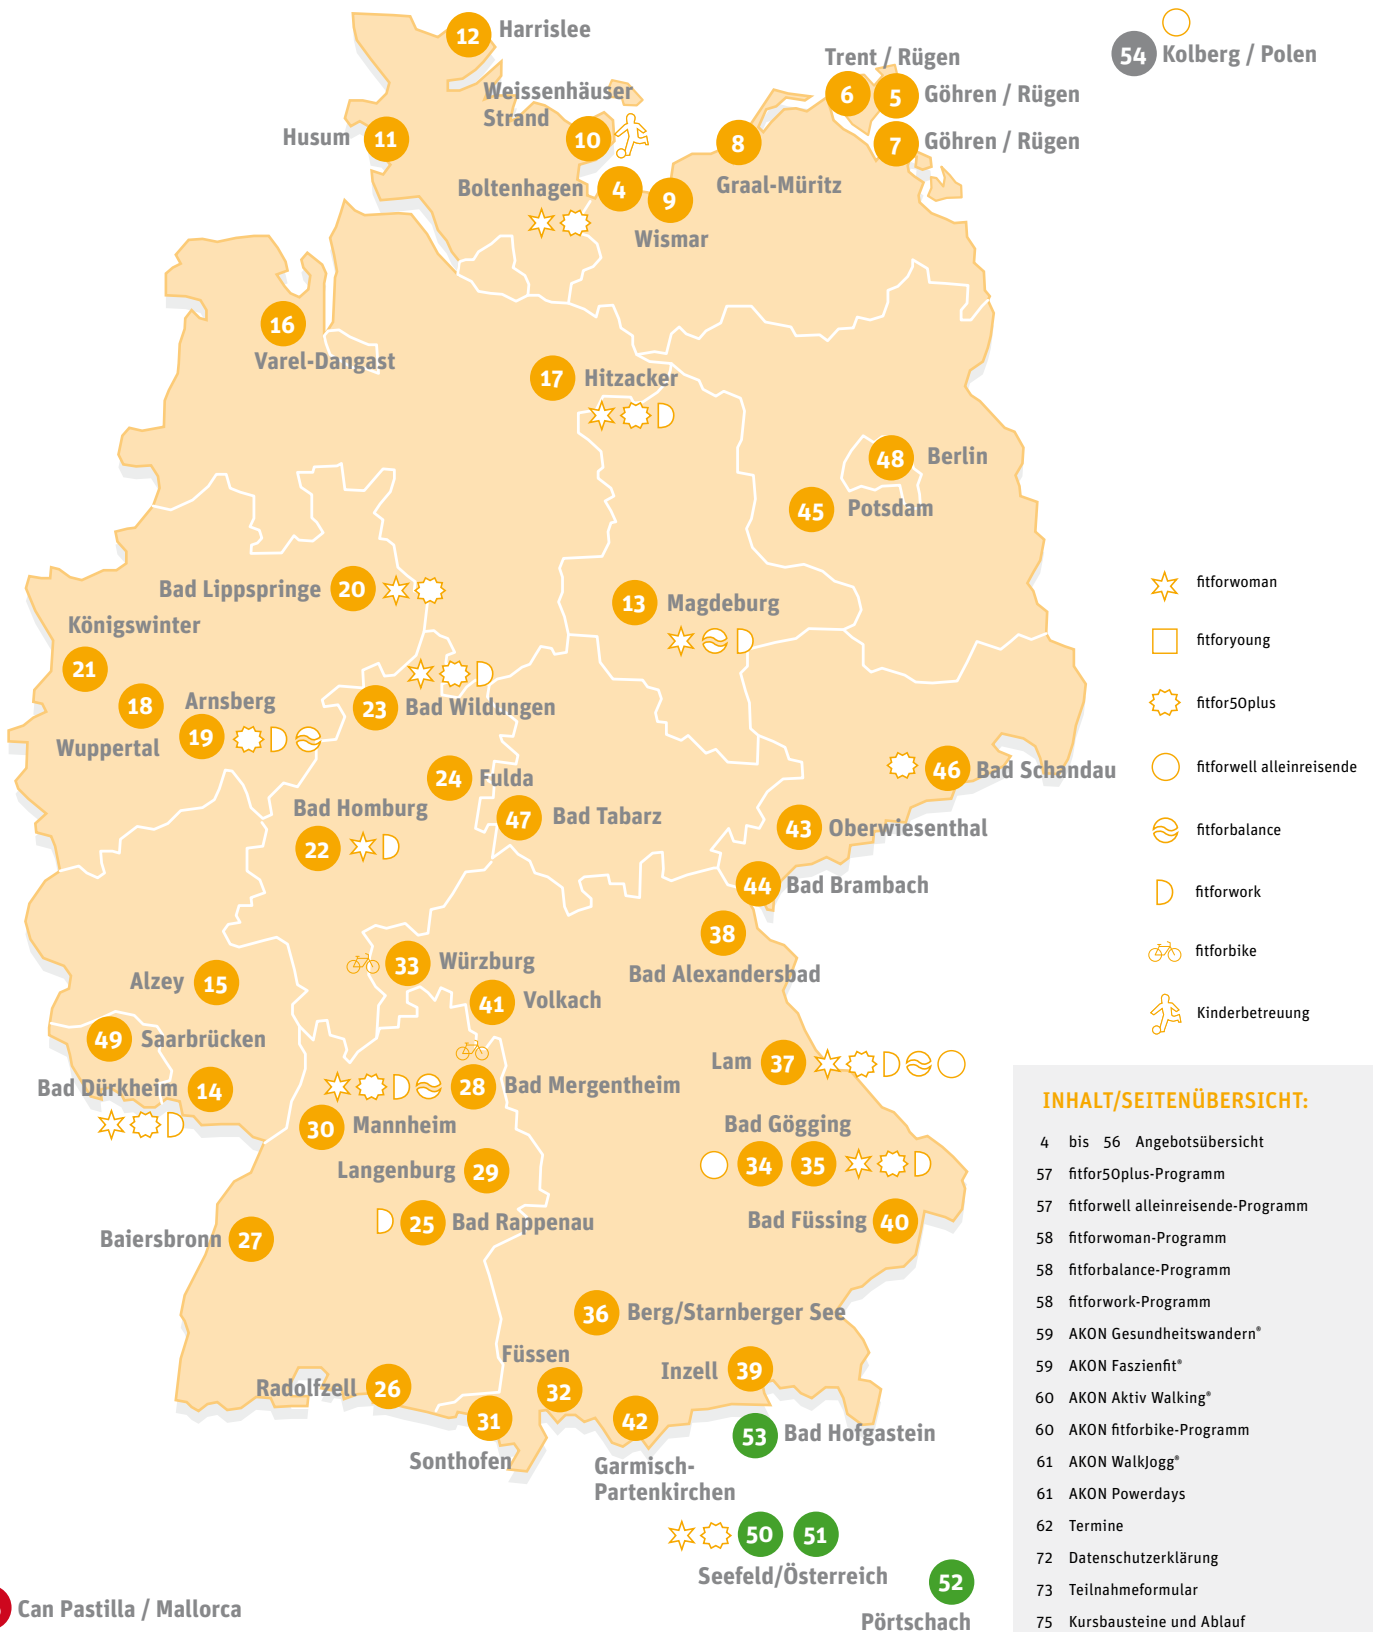 12 Harrislee
54 Kolberg / Polen
Trent / Rügen
6 5 Göhren / Rügen
Weissenhäuser
Strand
10
Husum 11
8
7 Göhren / Rügen
Graal-Müritz
Boltenhagen 4
9
Wismar
16
Varel-Dangast
17 Hitzacker
48 Berlin
45 Potsdam
Bad Lippspringe 20
13 Magdeburg
Königswinter
21
18
Wuppertal
Arnsberg
19
23 Bad Wildungen
24 Fulda
46 Bad Schandau
Bad Homburg
22
47 Bad Tabarz
43 Oberwiesenthal
44 Bad Brambach
38
Bad Alexandersbad
33 Würzburg
Alzey 15
41 Volkach
49 Saarbrücken
Lam 37
Bad Dürkheim 14
28 Bad Mergentheim
30 Mannheim
Bad Gögging
34 35
Langenburg 29
25 Bad Rappenau
Bad Füssing 40
Baiersbronn 27
36 Berg/Starnberger See
Füssen
32
Inzell 39
Radolfzell 26
31
Sonthofen
42
Garmisch-
Partenkirchen
53 Bad Hofgastein
50 51
Seefeld/Österreich
52
Pörtschach
Can Pastilla / Mallorca
fitforwoman
fitforyoung
fitfor50plus
fitforwell alleinreisende
fitforbalance
fitforwork
fitforbike
Kinderbetreuung
INHALT/SEITENÜBERSICHT:
4 bis 56 Angebotsübersicht
57 fitfor50plus-Programm
57 fitforwell alleinreisende-Programm
58 fitforwoman-Programm
58 fitforbalance-Programm
58 fitforwork-Programm
59 AKON Gesundheitswandern®
59 AKON Faszienfit®
60 AKON Aktiv Walking®
60 AKON fitforbike-Programm
61 AKON WalkJogg®
61 AKON Powerdays
62 Termine
72 Datenschutzerklärung
73 Teilnahmeformular
75 Kursbausteine und Ablauf